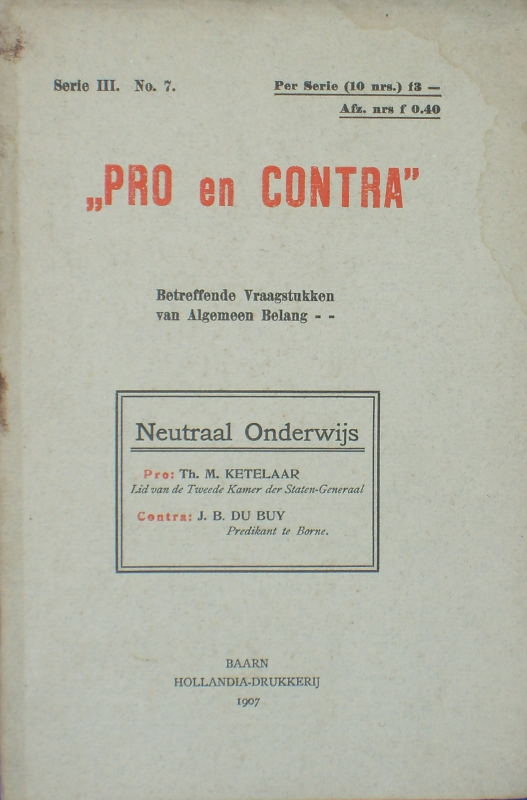 Serie III. No. 7.
Per Serie (10 nrs.) f3 —
Afz. nrs f 0.40
„PRO en CONTRA”
Betreffende Vraagstukken
van Algemeen Belang - -
Neutraal Onderwijs
Pro: Th. M. KETELAAR
Lid van de Tweede Kamer der Staten-Generaal
Contra: J. B. DU BUY
Predikant te Borne.
BAARN
HOLLANDIA-DRUKKERIJ
1907